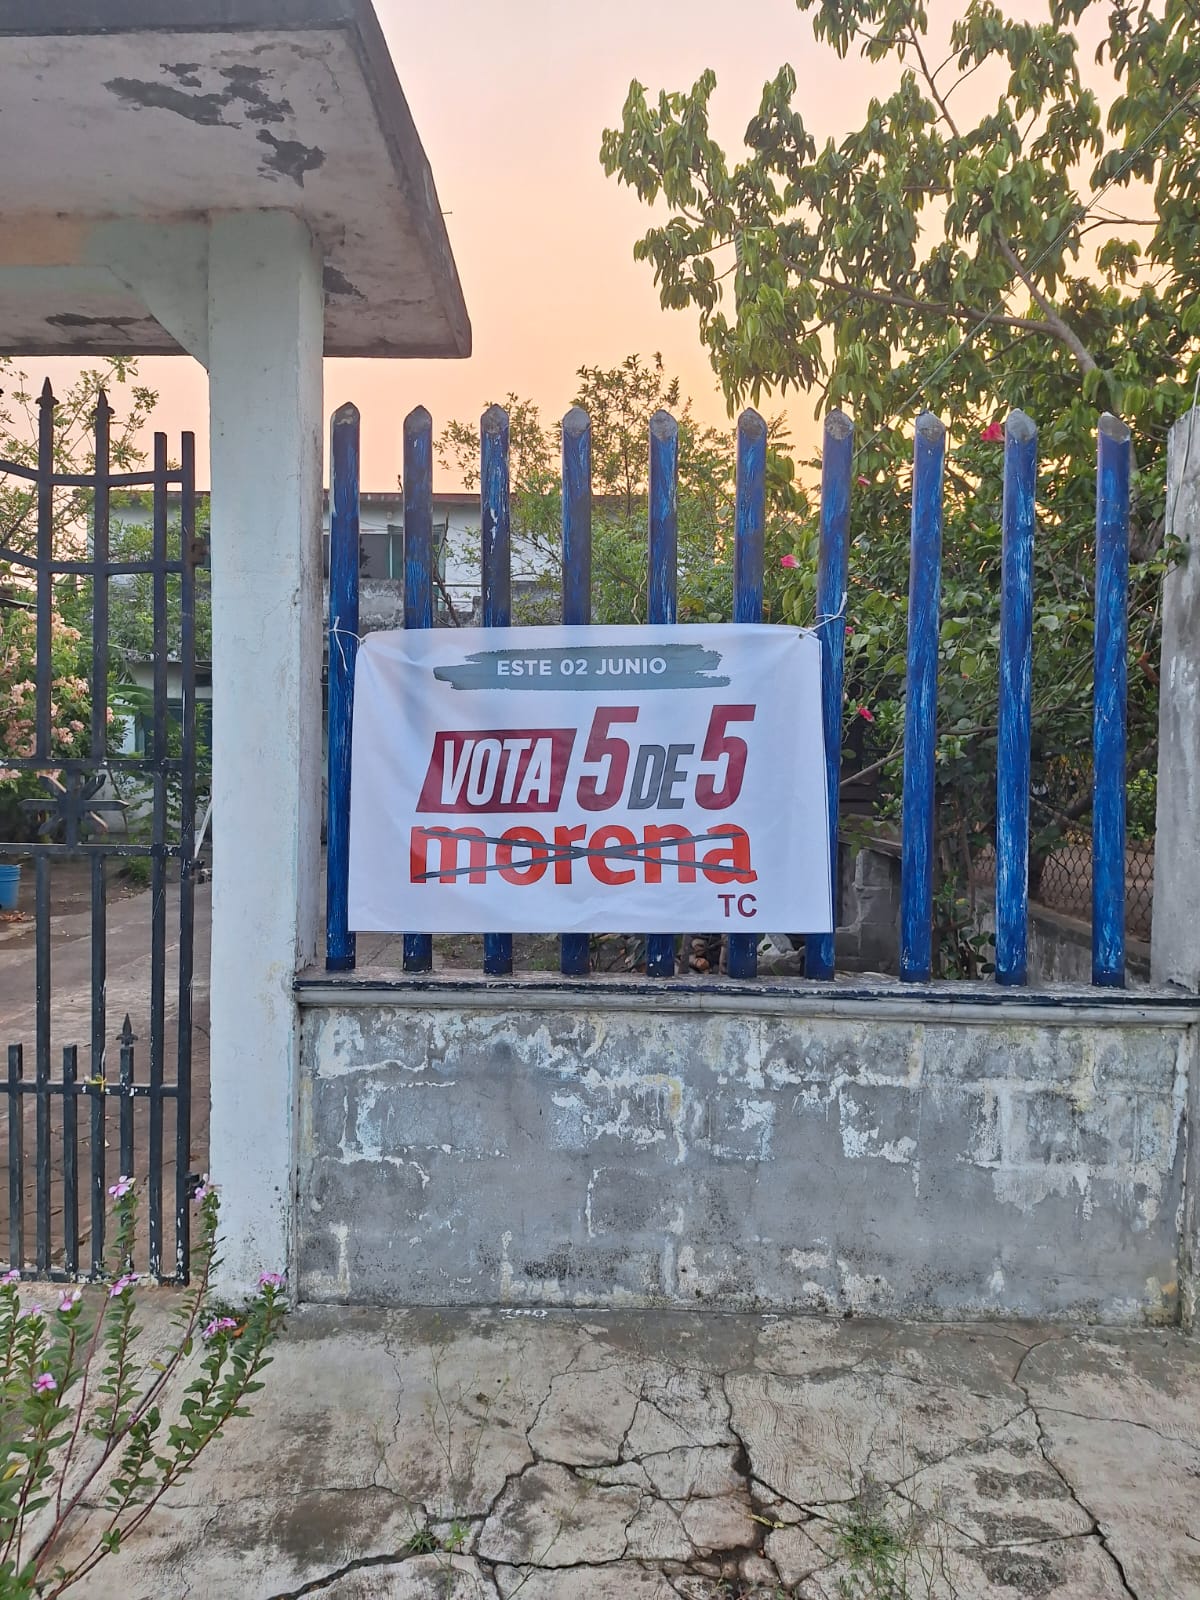 ESTE 02 JUNIO
VOTA 5 DE 5
morena
TC